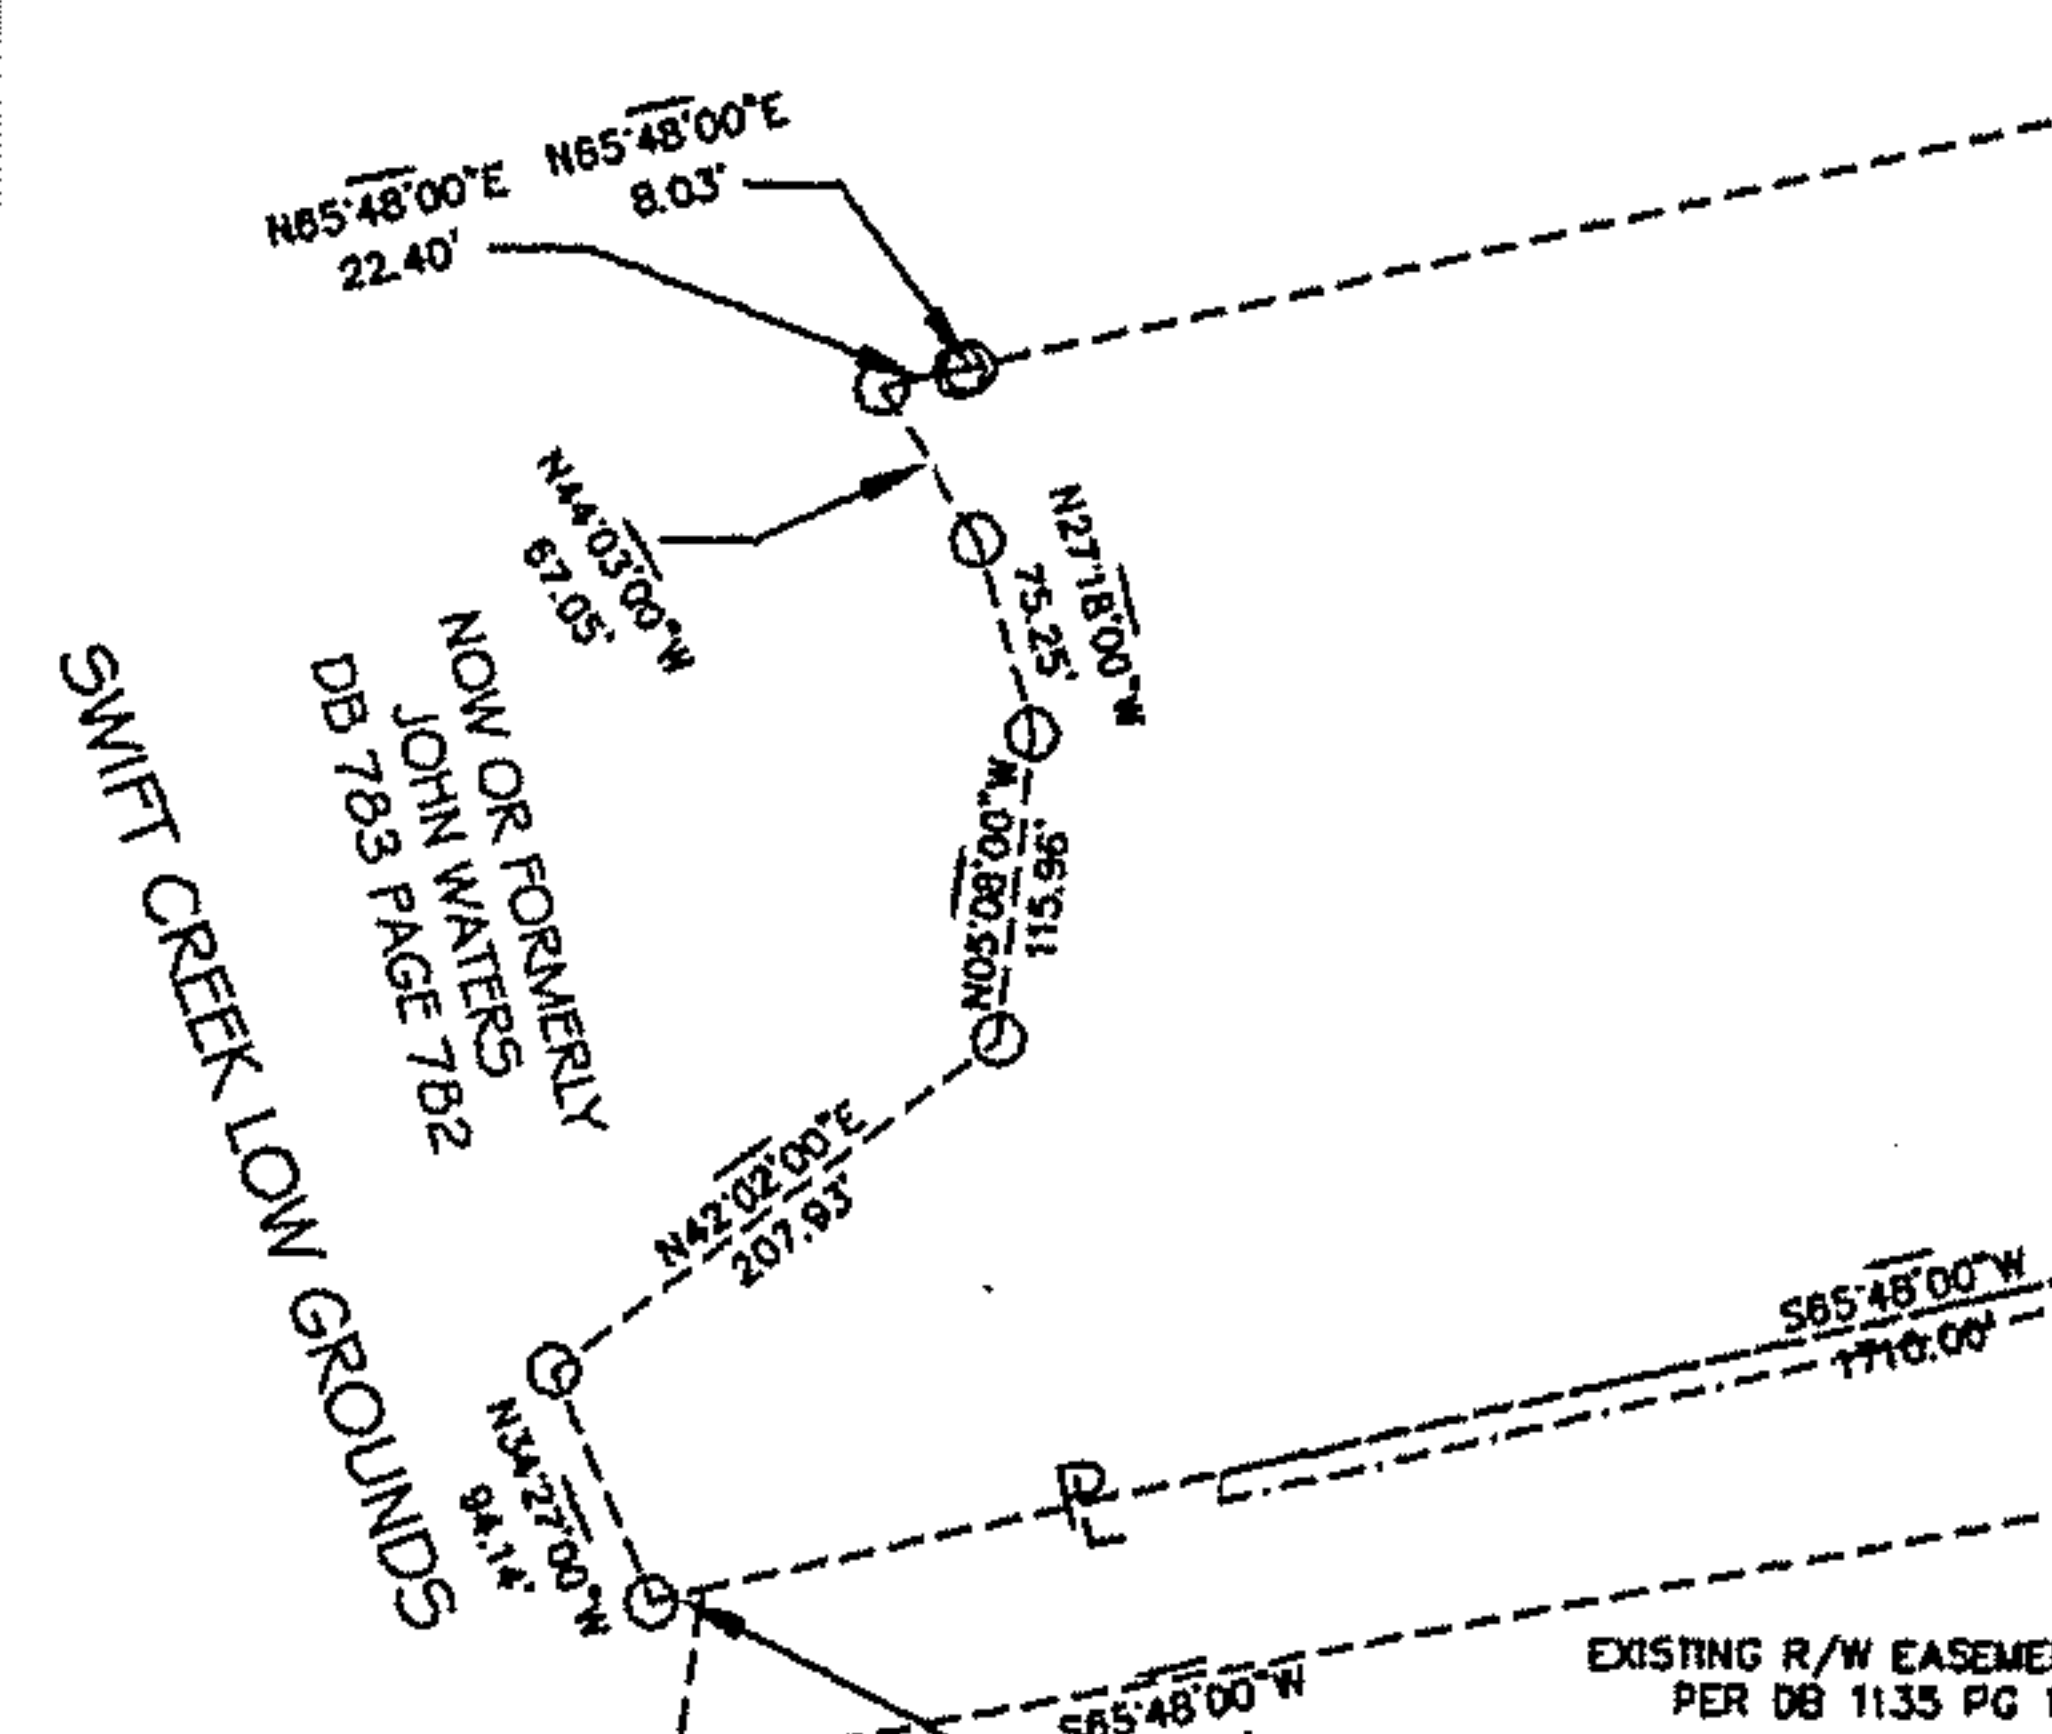 N65°48'00"E
8.03'
N65°48'00"E
22.40'
N44°03'00"W
67.05'
N27°18'00"W
75.25'
NOW OR FORMERLY
JOHN WATERS
DB 783 PAGE 782
SWIFT CREEK LOW GROUNDS
N05°08'00"W
115.96'
N42°02'00"E
207.93'
N34°27'00"W
94.14'
PL
S65°48'00"W
1710.00'
S65°48'00"W
EXISTING R/W EASEME
PER DB 1135 PG 1